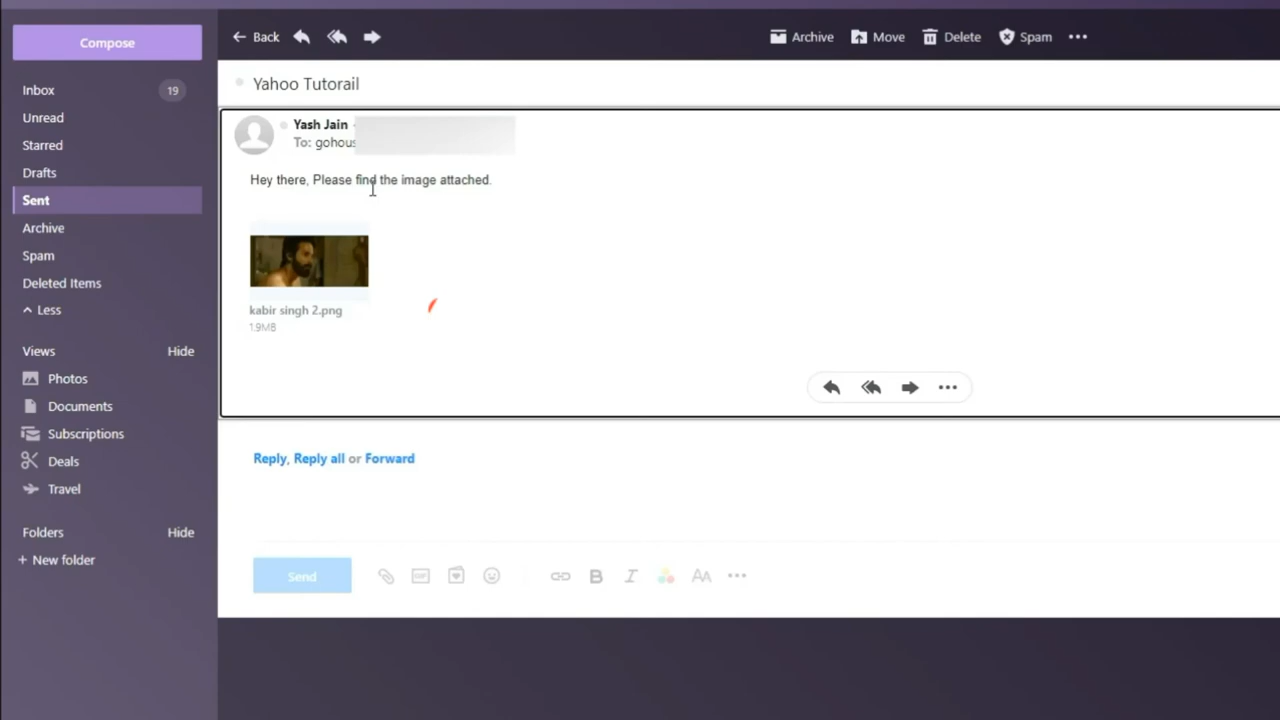 Compose
Inbox 19
Unread
Starred
Drafts
Sent
Archive
Spam
Deleted Items
Less
Views Hide
Photos
Documents
Subscriptions
Deals
Travel
Folders Hide
+ New folder
Back Archive Move Delete Spam
Yahoo Tutorail
Yash Jain
To: gohous
Hey there, Please find the image attached.
kabir singh 2.png
1.9MB
Reply, Reply all or Forward
Send GIF B I AA